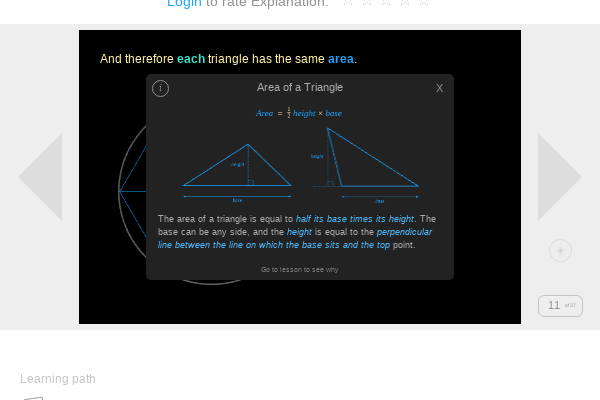 Login to rate Explanation:
And therefore each triangle has the same area.
i
Area of a Triangle
X
Area = 1/2 height × base
height
height
base
base
The area of a triangle is equal to half its base times its height. The
base can be any side, and the height is equal to the perpendicular
line between the line on which the base sits and the top point.
Go to lesson to see why
11 of 37
Learning path